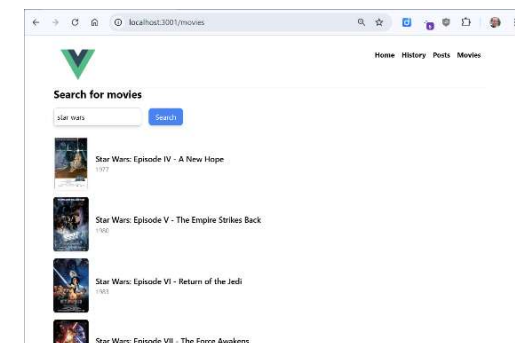 localhost:3001/movies
Home History Posts Movies
Search for movies
star wars
Search
Star Wars: Episode IV - A New Hope
1977
Star Wars: Episode V - The Empire Strikes Back
1980
Star Wars: Episode VI - Return of the Jedi
1983
Star Wars: Episode VII - The Force Awakens